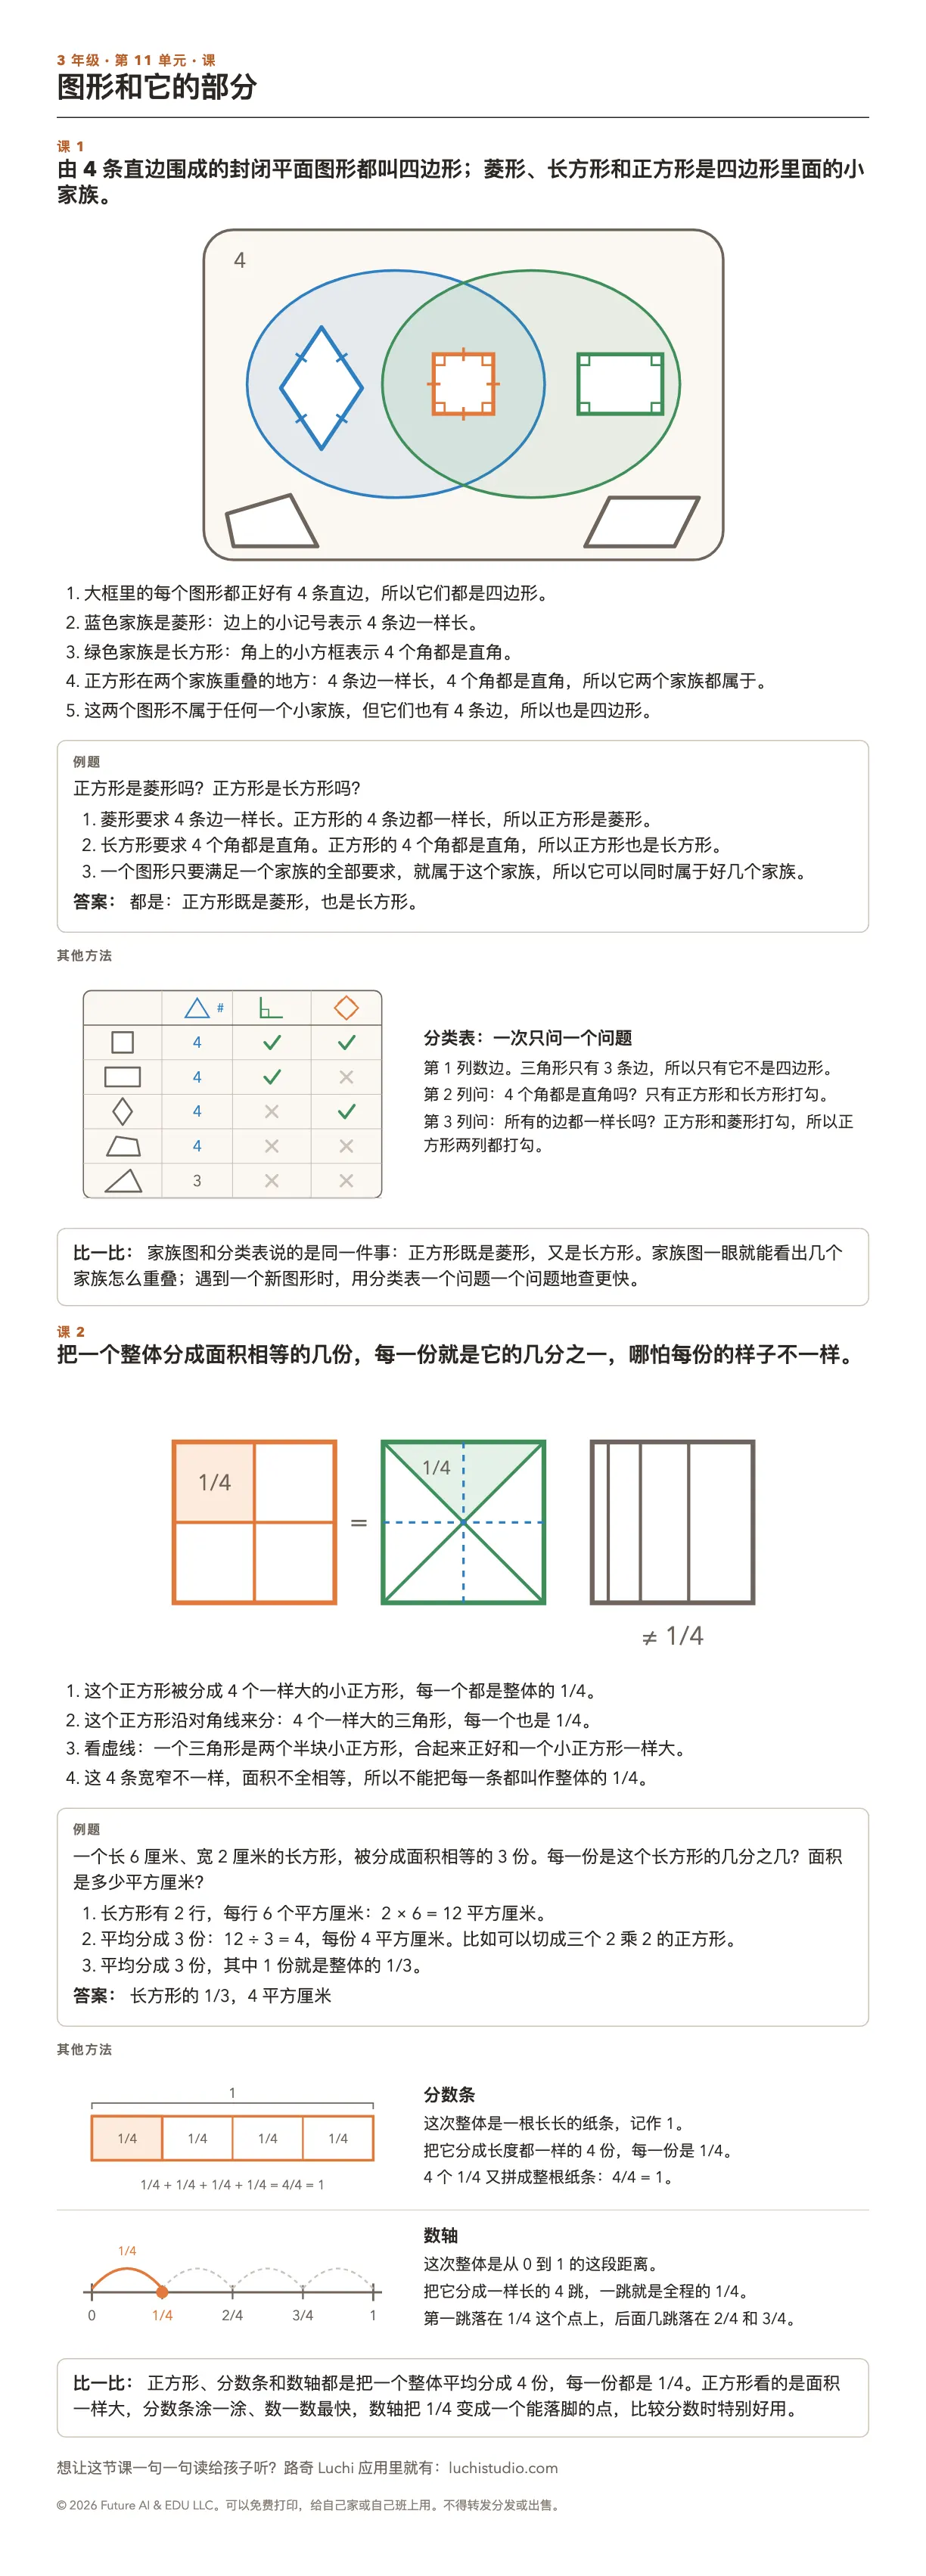 3 年级 · 第 11 单元 · 课
图形和它的部分
课 1
由 4 条直边围成的封闭平面图形都叫四边形；菱形、长方形和正方形是四边形里面的小
家族。
4
1. 大框里的每个图形都正好有 4 条直边，所以它们都是四边形。
2. 蓝色家族是菱形：边上的小记号表示 4 条边一样长。
3. 绿色家族是长方形：角上的小方框表示 4 个角都是直角。
4. 正方形在两个家族重叠的地方：4 条边一样长，4 个角都是直角，所以它两个家族都属于。
5. 这两个图形不属于任何一个小家族，但它们也有 4 条边，所以也是四边形。
例题
正方形是菱形吗？正方形是长方形吗？
1. 菱形要求 4 条边一样长。正方形的 4 条边都一样长，所以正方形是菱形。
2. 长方形要求 4 个角都是直角。正方形的 4 个角都是直角，所以正方形也是长方形。
3. 一个图形只要满足一个家族的全部要求，就属于这个家族，所以它可以同时属于好几个家族。
答案： 都是：正方形既是菱形，也是长方形。
其他方法
#
4
4
4
4
3
分类表：一次只问一个问题
第 1 列数边。三角形只有 3 条边，所以只有它不是四边形。
第 2 列问：4 个角都是直角吗？只有正方形和长方形打勾。
第 3 列问：所有的边都一样长吗？正方形和菱形打勾，所以正
方形两列都打勾。
比一比： 家族图和分类表说的是同一件事：正方形既是菱形，又是长方形。家族图一眼就能看出几个
家族怎么重叠；遇到一个新图形时，用分类表一个问题一个问题地查更快。
课 2
把一个整体分成面积相等的几份，每一份就是它的几分之一，哪怕每份的样子不一样。
1/4
=
1/4
≠ 1/4
1. 这个正方形被分成 4 个一样大的小正方形，每一个都是整体的 1/4。
2. 这个正方形沿对角线来分：4 个一样大的三角形，每一个也是 1/4。
3. 看虚线：一个三角形是两个半块小正方形，合起来正好和一个小正方形一样大。
4. 这 4 条宽窄不一样，面积不全相等，所以不能把每一条都叫作整体的 1/4。
例题
一个长 6 厘米、宽 2 厘米的长方形，被分成面积相等的 3 份。每一份是这个长方形的几分之几？面积
是多少平方厘米？
1. 长方形有 2 行，每行 6 个平方厘米：2 × 6 = 12 平方厘米。
2. 平均分成 3 份：12 ÷ 3 = 4，每份 4 平方厘米。比如可以切成三个 2 乘 2 的正方形。
3. 平均分成 3 份，其中 1 份就是整体的 1/3。
答案： 长方形的 1/3，4 平方厘米
其他方法
1
1/4 1/4 1/4 1/4
1/4 + 1/4 + 1/4 + 1/4 = 4/4 = 1
分数条
这次整体是一根长长的纸条，记作 1。
把它分成长度都一样的 4 份，每一份是 1/4。
4 个 1/4 又拼成整根纸条：4/4 = 1。
1/4
0 1/4 2/4 3/4 1
数轴
这次整体是从 0 到 1 的这段距离。
把它分成一样长的 4 跳，一跳就是全程的 1/4。
第一跳落在 1/4 这个点上，后面几跳落在 2/4 和 3/4。
比一比： 正方形、分数条和数轴都是把一个整体平均分成 4 份，每一份都是 1/4。正方形看的是面积
一样大，分数条涂一涂、数一数最快，数轴把 1/4 变成一个能落脚的点，比较分数时特别好用。
想让这节课一句一句读给孩子听？路奇 Luchi 应用里就有：luchistudio.com
© 2026 Future AI & EDU LLC。可以免费打印，给自己家或自己班上用。不得转发分发或出售。